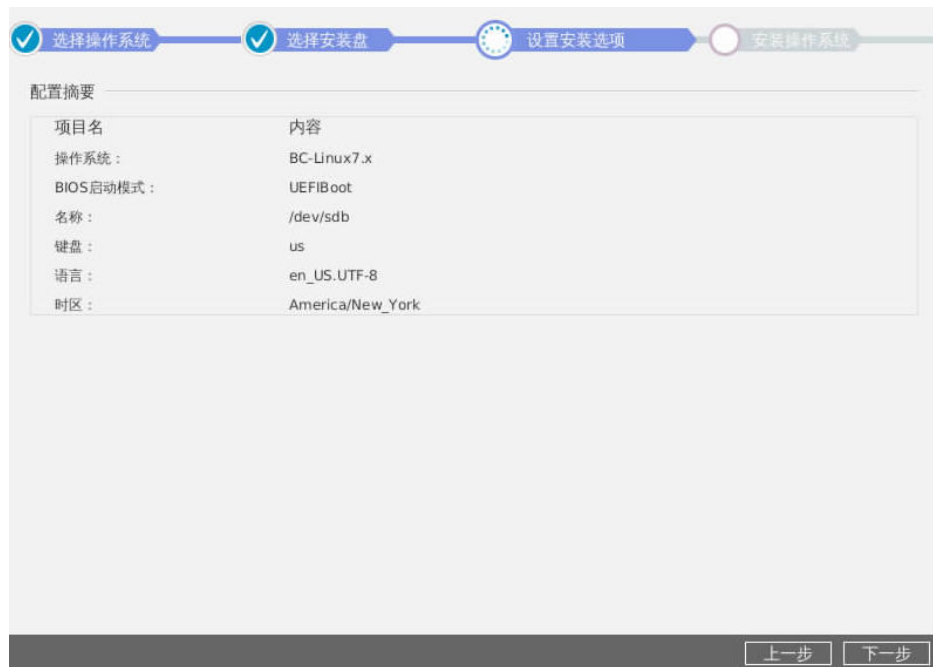 选择操作系统 选择安装盘 设置安装选项 安装操作系统
配置摘要
项目名 内容
操作系统： BC-Linux7.x
BIOS启动模式： UEFIBoot
名称： /dev/sdb
键盘： us
语言： en_US.UTF-8
时区： America/New_York
上一步 下一步